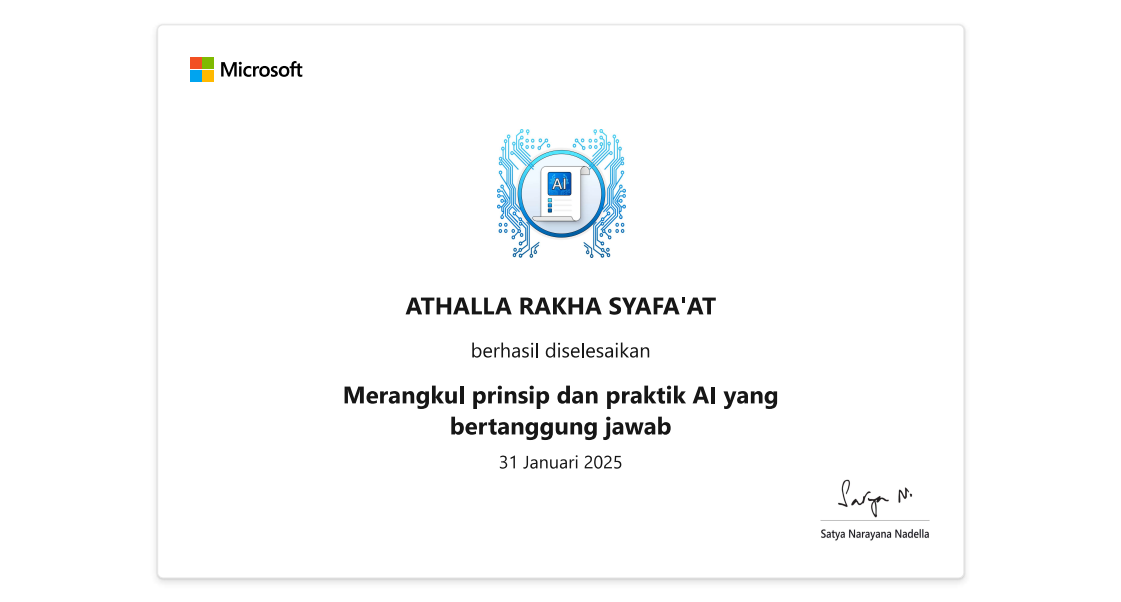 Microsoft
AI
ATHALLA RAKHA SYAFA'AT
berhasil diselesaikan
Merangkul prinsip dan praktik AI yang
bertanggung jawab
31 Januari 2025
Satya N.
Satya Narayana Nadella